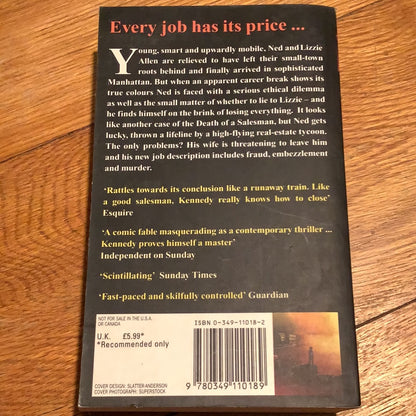 Every job has its price ...
Young, smart and upwardly mobile, Ned and Lizzie
Allen are relieved to have left their small-town
roots behind and finally arrived in sophisticated
Manhattan. But when an apparent career break shows its
true colours Ned is faced with a serious ethical dilemma
as well as the small matter of whether to lie to Lizzie – and
he finds himself on the brink of losing everything. It looks
like another case of the Death of a Salesman, but Ned gets
lucky, thrown a lifeline by a high-flying real-estate tycoon.
The only problems? His wife is threatening to leave him
and his new job description includes fraud, embezzlement
and murder.
‘Rattles towards its conclusion like a runaway train. Like
a good salesman, Kennedy really knows how to close’
Esquire
‘A comic fable masquerading as a contemporary thriller ...
Kennedy proves himself a master’
Independent on Sunday
‘Scintillating’ Sunday Times
‘Fast-paced and skilfully controlled’ Guardian
NOT FOR SALE IN THE U.S.A.
OR CANADA
U.K. £5.99*
*Recommended only
ISBN 0-349-11018-2
9 780349 110189
COVER DESIGN: SLATTER-ANDERSON
COVER PHOTOGRAPH: SUPERSTOCK